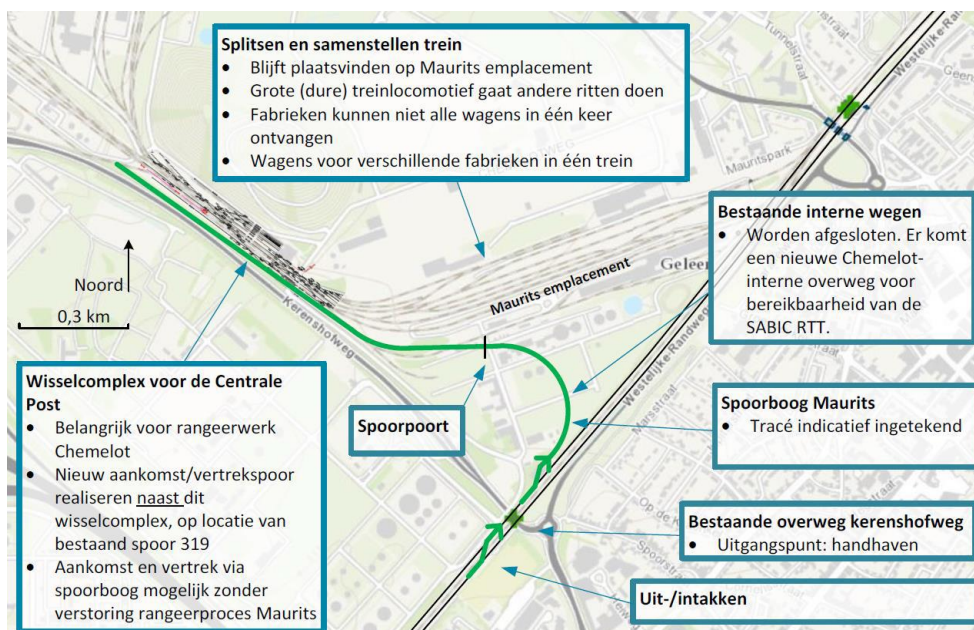 Splitsen en samenstellen trein
• Blijft plaatsvinden op Maurits emplacement
• Grote (dure) treinlocomotief gaat andere ritten doen
• Fabrieken kunnen niet alle wagens in één keer
ontvangen
• Wagens voor verschillende fabrieken in één trein
Tunnelstraat
Westelijke Randweg
Mauritspark
Bestaande interne wegen
• Worden afgesloten. Er komt
een nieuwe Chemelot-
interne overweg voor
bereikbaarheid van de
SABIC RTT.
Noord
0,3 km
Kerenshofweg
Maurits emplacement
Geleen
Westelijke Randweg
Marisstraat
Wisselcomplex voor de Centrale
Post
• Belangrijk voor rangeerwerk
Chemelot
• Nieuw aankomst/vertrekspoor
realiseren naast dit
wisselcomplex, op locatie van
bestaand spoor 319
• Aankomst en vertrek via
spoorboog mogelijk zonder
verstoring rangeerproces Maurits
Spoorpoort
Spoorboog Maurits
• Tracé indicatief ingetekend
Op de
Bestaande overweg kerenshofweg
• Uitgangspunt: handhaven
Uit-/intakken